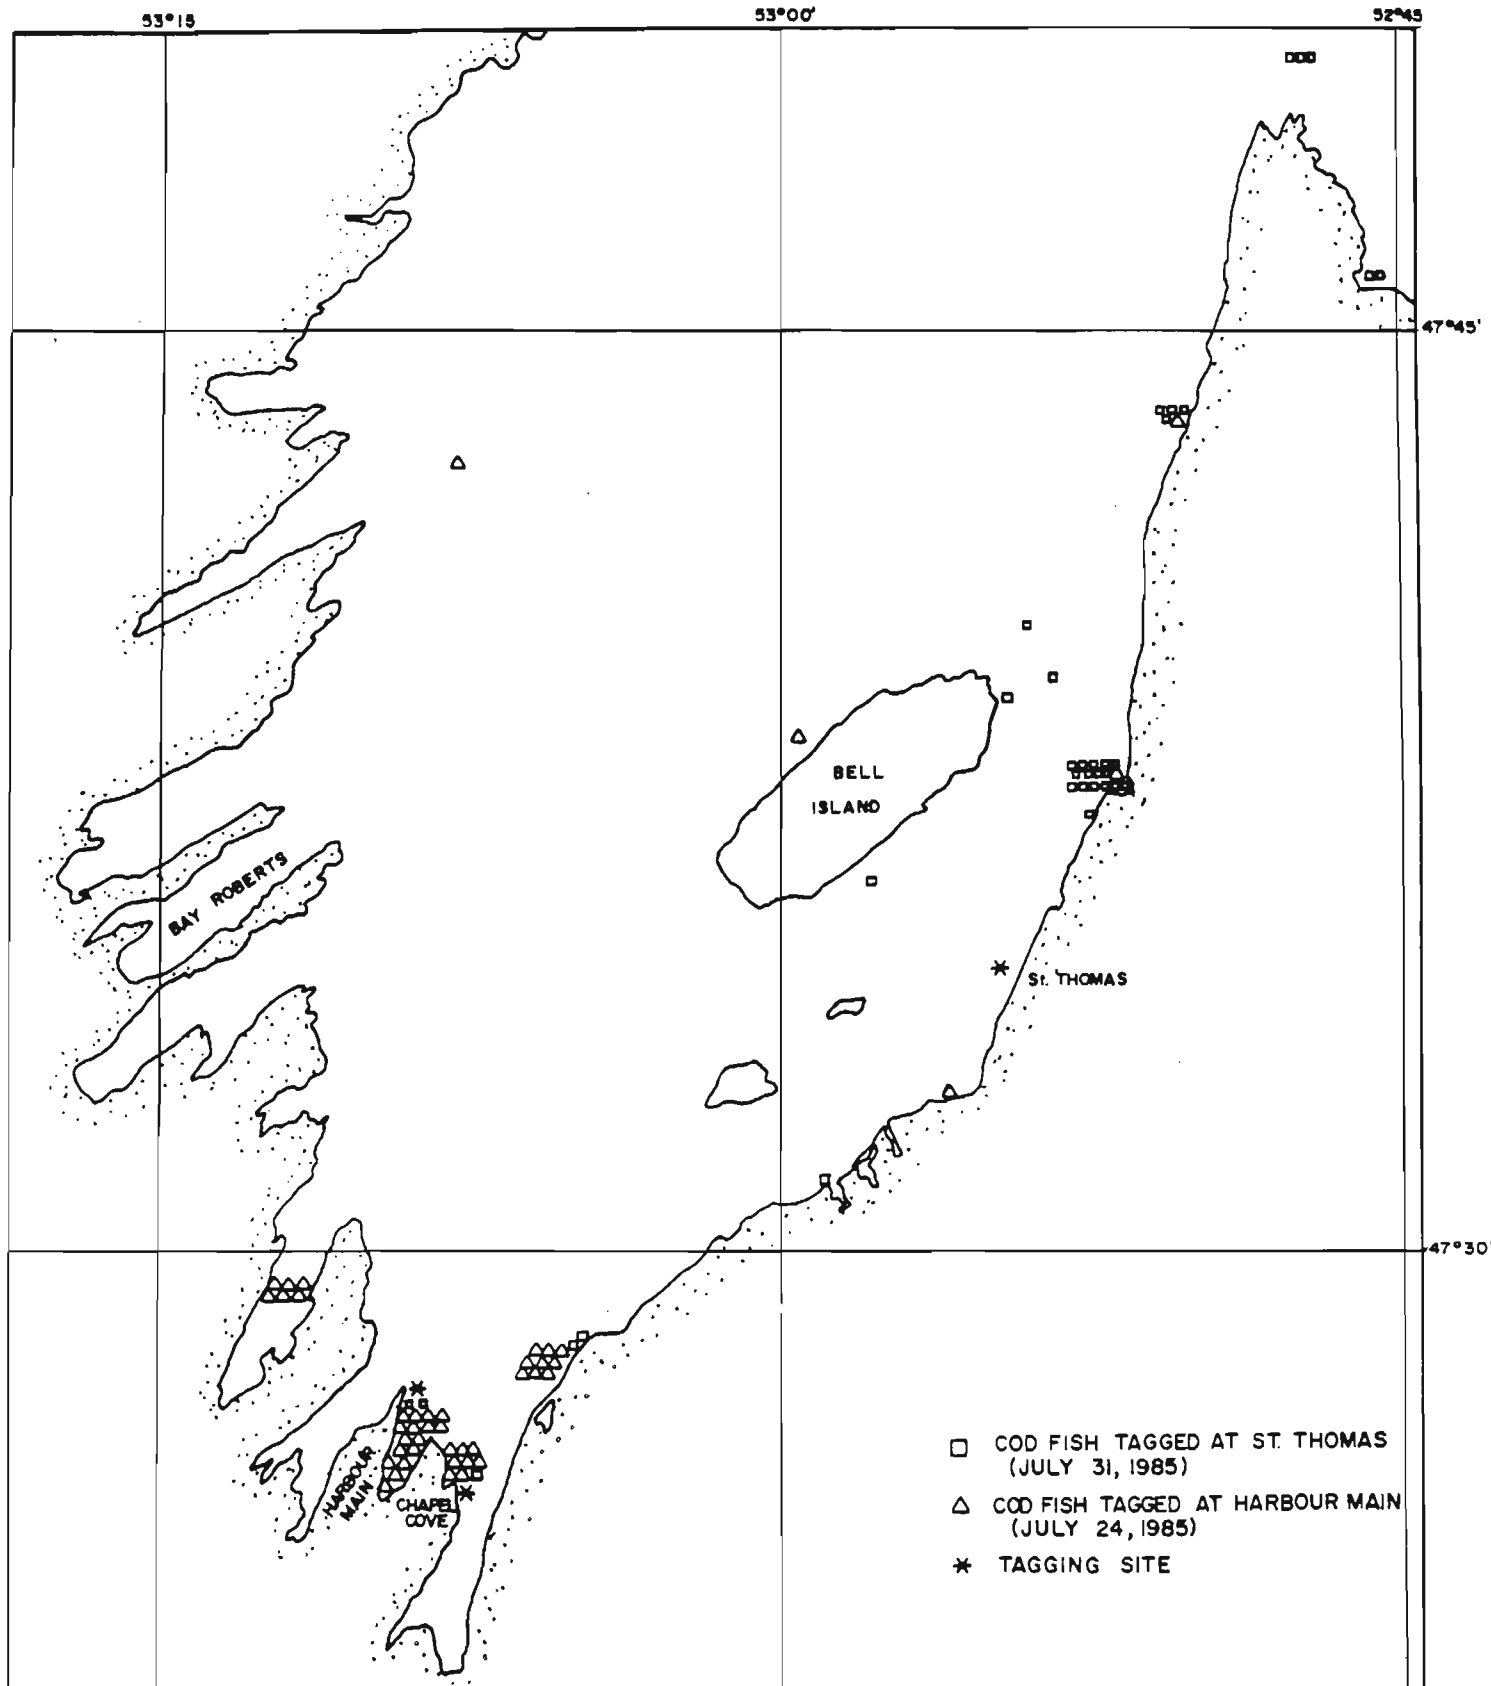 53°15
53°00'
52°45
47°45'
BELL
ISLAND
BAY ROBERTS
St. THOMAS
47°30'
HARBOUR
MAIN
CHAPEL
COVE
COD FISH TAGGED AT ST. THOMAS
(JULY 31, 1985)
COD FISH TAGGED AT HARBOUR MAIN
(JULY 24, 1985)
TAGGING SITE